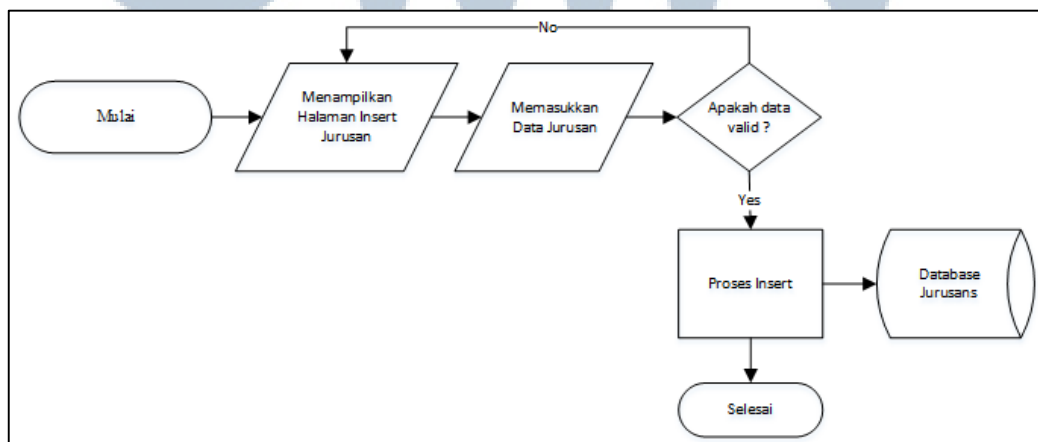 No
Mulai
Menampilkan
Halaman Insert
Jurusan
Memasukkan
Data Jurusan
Apakah data
valid ?
Yes
Proses Insert
Database
Jurusans
Selesai